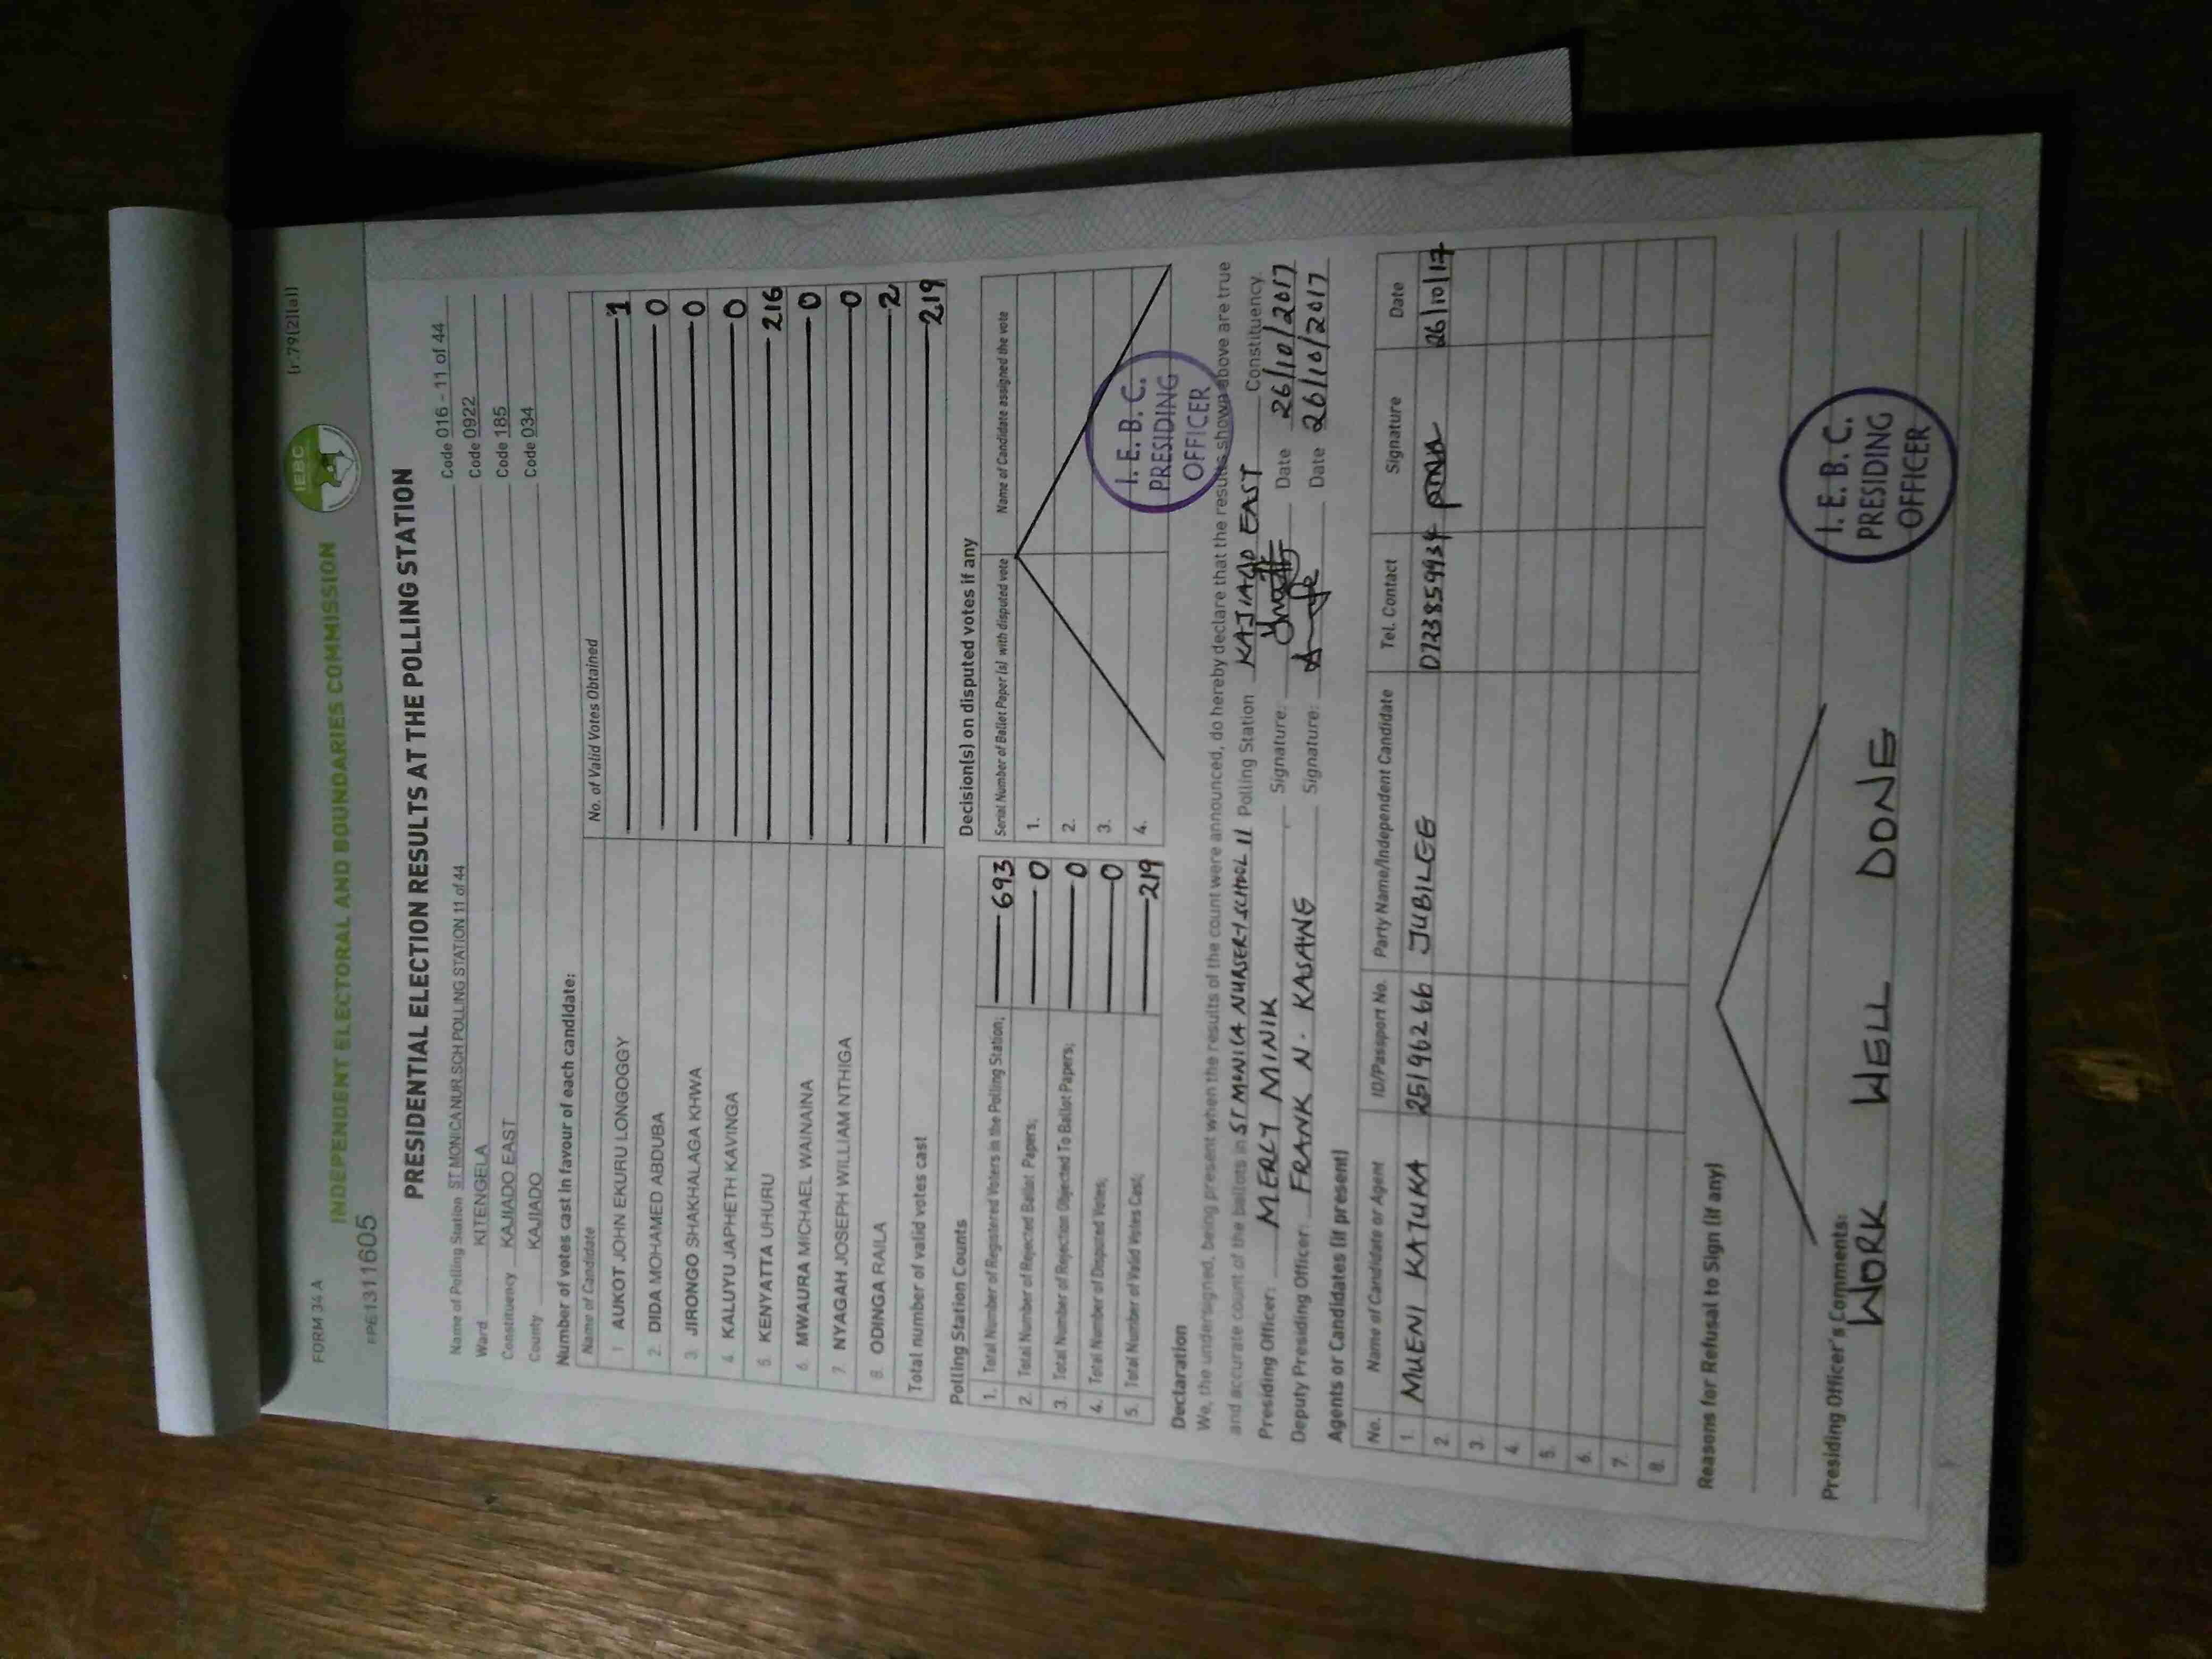 FORM 34 A
(r.79(2)(a))
IEBC
INDEPENDENT ELECTORAL AND BOUNDARIES COMMISSION
FPE1311605
PRESIDENTIAL ELECTION RESULTS AT THE POLLING STATION
Name of Polling Station ST MONICA NUR.SCH POLLING STATION 11 of 44 Code 016 - 11 of 44
Ward KITENGELA Code 0922
Constituency KAJIADO EAST Code 185
County KAJIADO Code 034
Number of votes cast in favour of each candidate:
Name of Candidate No. of Valid Votes Obtained
1 AUKOT JOHN EKURU LONGOGGY 1
2. DIDA MOHAMED ABDUBA 0
3. JIRONGO SHAKHALAGA KHWA 0
4. KALUYU JAPHETH KAVINGA 0
5. KENYATTA UHURU 216
6. MWAURA MICHAEL WAINAINA 0
7. NYAGAH JOSEPH WILLIAM NTHIGA 0
8. ODINGA RAILA 2
Total number of valid votes cast 219
Polling Station Counts
1. Total Number of Registered Voters in the Polling Station; 693
2. Total Number of Rejected Ballot Papers; 0
3. Total Number of Rejection Objected To Ballot Papers; 0
4. Total Number of Disputed Votes; 0
5. Total Number of Valid Votes Cast; 219
Decision(s) on disputed votes if any
Serial Number of Ballot Paper (s) with disputed vote Name of Candidate assigned the vote
1.
2.
3.
4.
I. E. B. C.
PRESIDING
OFFICER
Declaration
We, the undersigned, being present when the results of the count were announced, do hereby declare that the results shown above are true
and accurate count of the ballots in ST MONICA NURSERY SCHOOL 11 Polling Station KAJIADO EAST Constituency.
Presiding Officer: MERCY MINIK Signature: Date 26/10/2017
Deputy Presiding Officer: FRANK N. KASANG Signature: Date 26/10/2017
Agents or Candidates (if present)
No. Name of Candidate or Agent ID/Passport No. Party Name/Independent Candidate Tel. Contact Signature Date
1. MUENI KATUKA 25196266 JUBILEE 0723859934 26/10/17
2.
3.
4.
5.
6.
7.
8.
Reasons for Refusal to Sign (if any)
Presiding Officer's Comments:
WORK WELL DONE
I. E. B. C.
PRESIDING
OFFICER